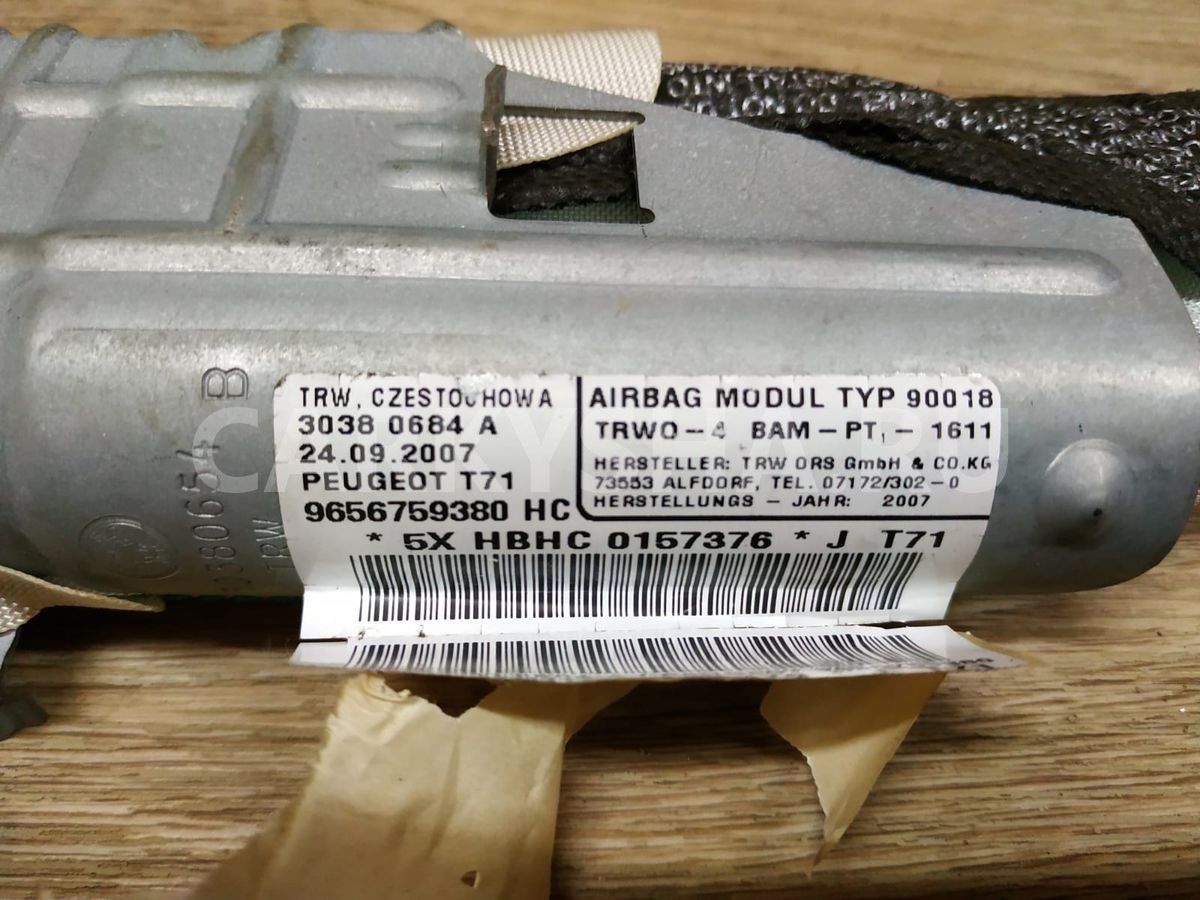 TRW, CZESTOCHOWA
3038 0684 A
24.09.2007
PEUGEOT T71
9656759380 HC
AIRBAG MODUL TYP 90018
TRWO-4 BAM-PT,- 1611
HERSTELLER: TRW ORS GmbH & CO.KG
73553 ALFDORF, TEL. 07172/302-0
HERSTELLUNGS - JAHR: 2007
* 5X HBHC 0157376 * J T71
B
TRW